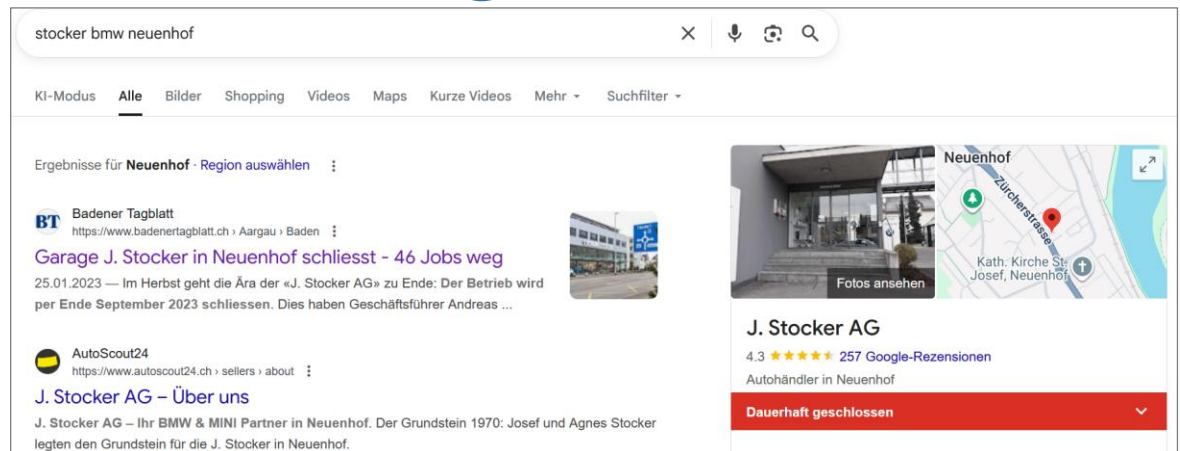 stocker bmw neuenhof
KI-Modus Alle Bilder Shopping Videos Maps Kurze Videos Mehr Suchfilter
Ergebnisse für Neuenhof · Region auswählen
BT Badener Tagblatt
https://www.badenertagblatt.ch › Aargau › Baden
Garage J. Stocker in Neuenhof schliesst - 46 Jobs weg
25.01.2023 — Im Herbst geht die Ära der «J. Stocker AG» zu Ende: Der Betrieb wird
per Ende September 2023 schliessen. Dies haben Geschäftsführer Andreas ...
AutoScout24
https://www.autoscout24.ch › sellers › about
J. Stocker AG – Über uns
J. Stocker AG – Ihr BMW & MINI Partner in Neuenhof. Der Grundstein 1970: Josef und Agnes Stocker
legten den Grundstein für die J. Stocker in Neuenhof.
Fotos ansehen
Neuenhof
Zürcherstrasse
Kath. Kirche St.
Josef, Neuenhof
J. Stocker AG
4.3 257 Google-Rezensionen
Autohändler in Neuenhof
Dauerhaft geschlossen